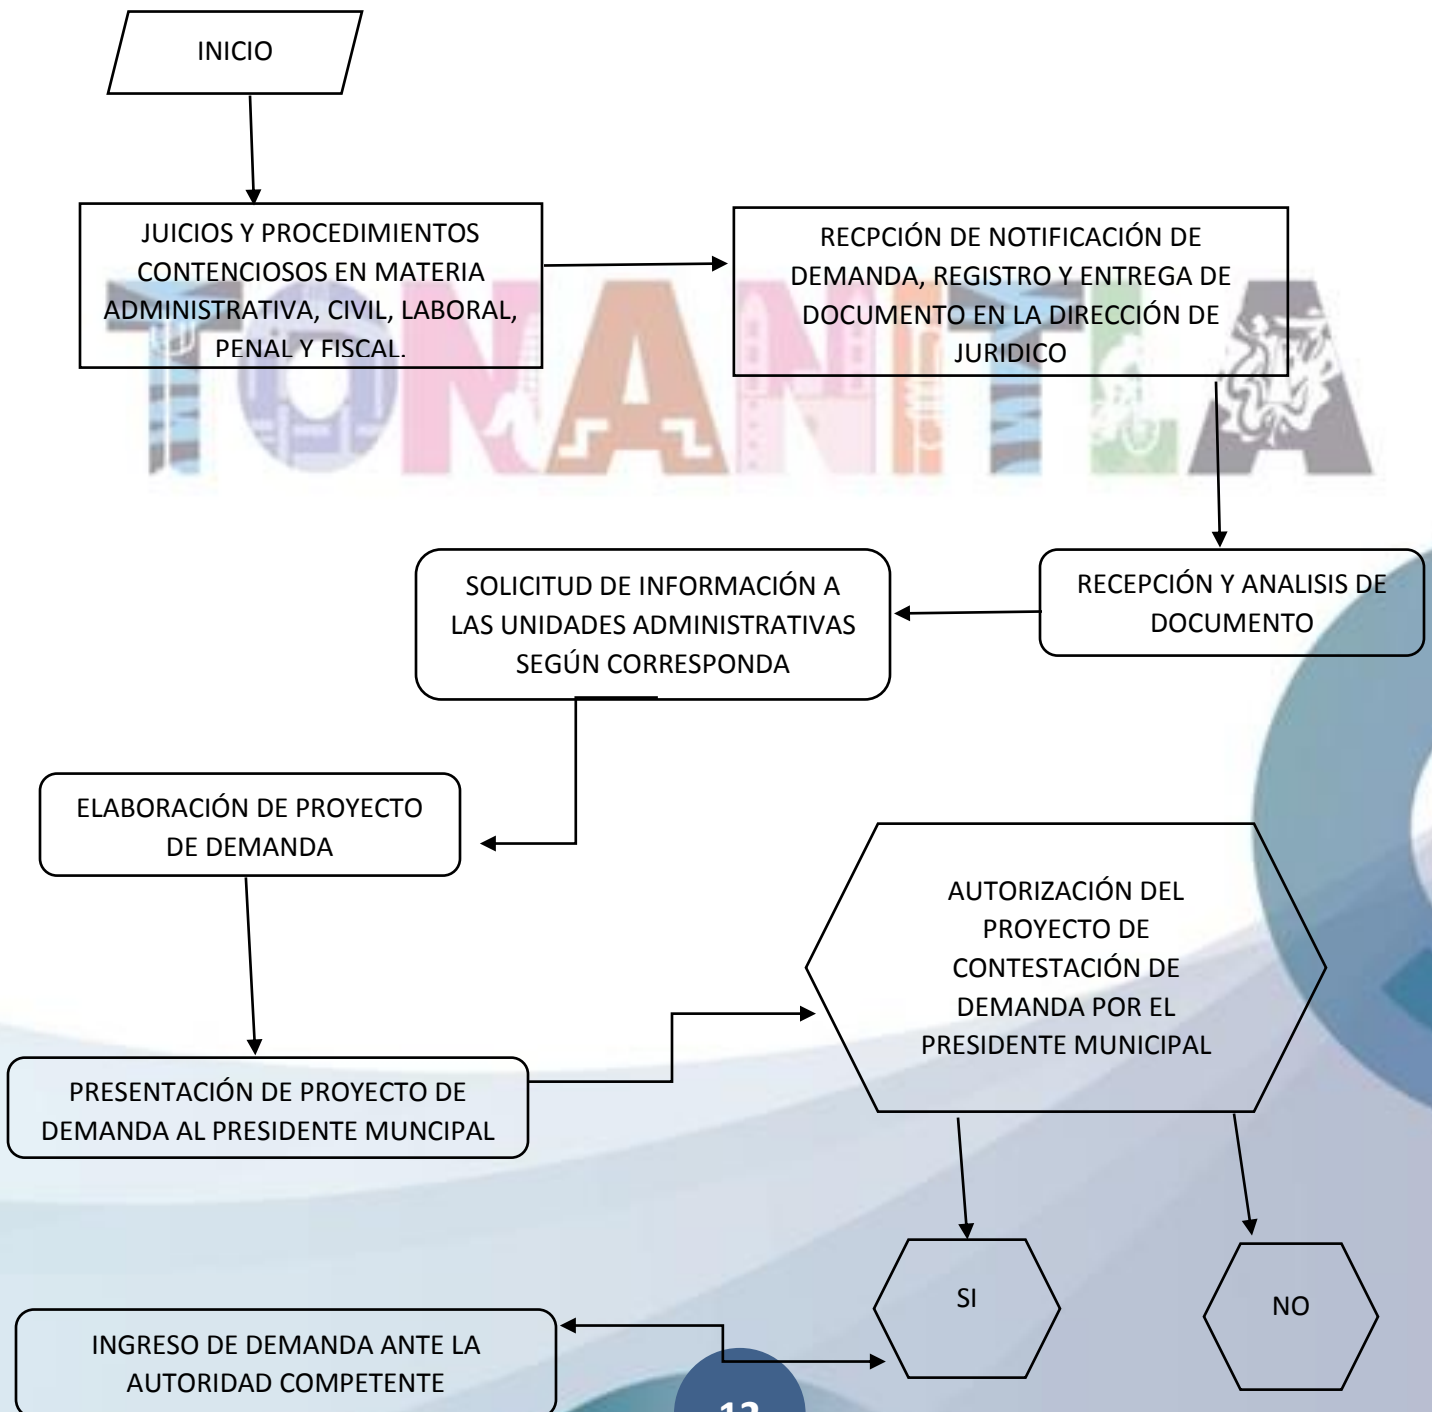 INICIO
JUICIOS Y PROCEDIMIENTOS
CONTENCIOSOS EN MATERIA
ADMINISTRATIVA, CIVIL, LABORAL,
PENAL Y FISCAL.
RECPCIÓN DE NOTIFICACIÓN DE
DEMANDA, REGISTRO Y ENTREGA DE
DOCUMENTO EN LA DIRECCIÓN DE
JURIDICO
TONANITLA
RECEPCIÓN Y ANALISIS DE
DOCUMENTO
SOLICITUD DE INFORMACIÓN A
LAS UNIDADES ADMINISTRATIVAS
SEGÚN CORRESPONDA
ELABORACIÓN DE PROYECTO
DE DEMANDA
PRESENTACIÓN DE PROYECTO DE
DEMANDA AL PRESIDENTE MUNCIPAL
AUTORIZACIÓN DEL
PROYECTO DE
CONTESTACIÓN DE
DEMANDA POR EL
PRESIDENTE MUNICIPAL
SI
NO
INGRESO DE DEMANDA ANTE LA
AUTORIDAD COMPETENTE